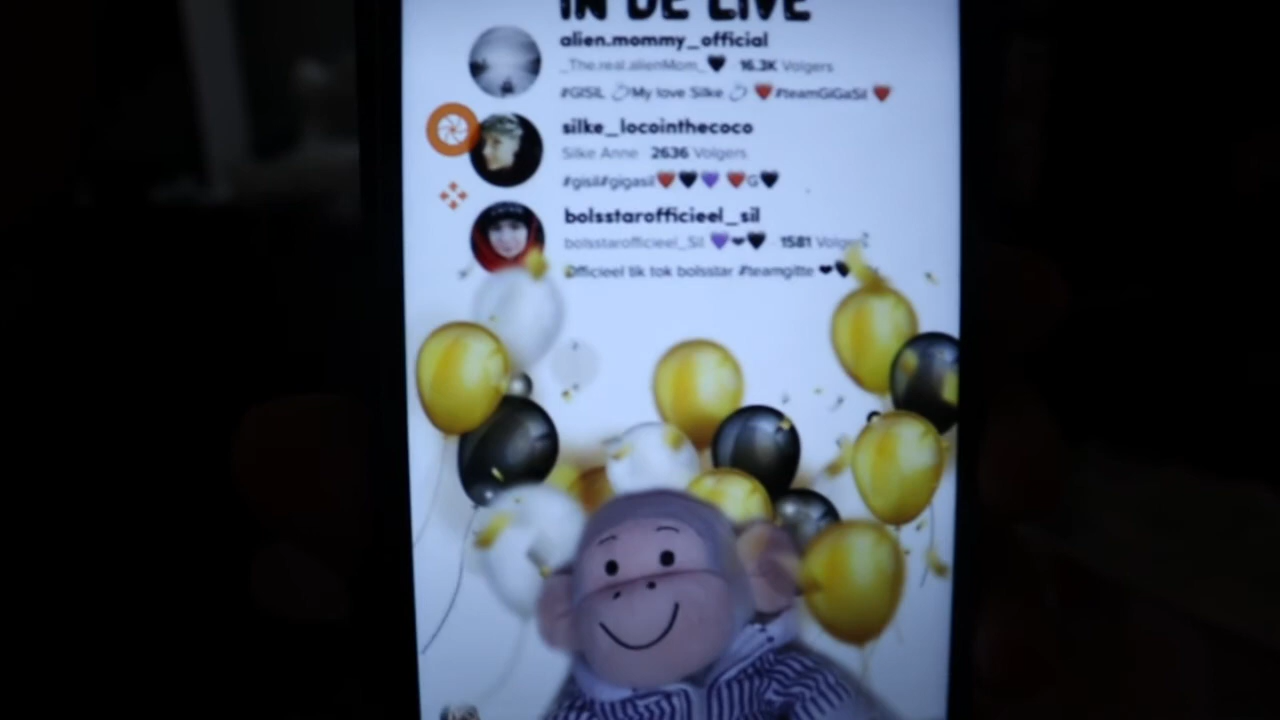 IN DE LIVE
alien.mommy_official
_The.real.alienMom_🖤 · 16.3K Volgers
#GISIL 💍My love Silke 💍 ❤️#teamGiGaSil ❤️
silke_locointhecoco
Silke Anne · 2636 Volgers
#gisil#gigasil❤️🖤💜 ❤️G🖤
bolsstarofficieel_sil
bolsstarofficieel_Sil 💜❤🖤 · 1581 Volgers
Officieel tik tok bolsstar #teamgitte ❤🖤